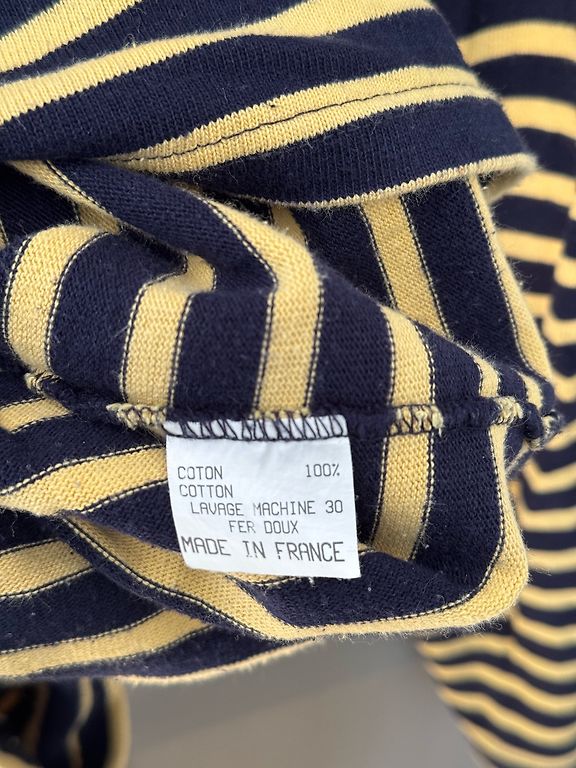 COTON 100%
COTTON
LAVAGE MACHINE 30
FER DOUX
MADE IN FRANCE